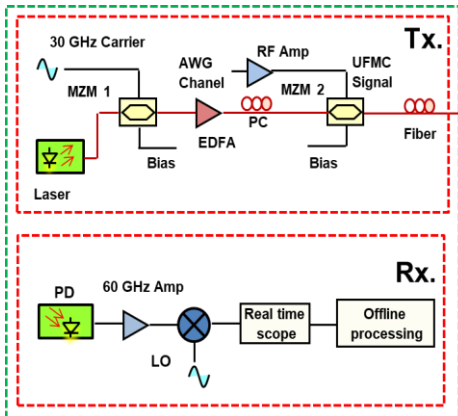 Tx.
30 GHz Carrier
MZM 1
AWG
Chanel
RF Amp
MZM 2
UFMC
Signal
PC
EDFA
Fiber
Bias
Bias
Laser
Rx.
PD
60 GHz Amp
LO
Real time
scope
Offline
processing